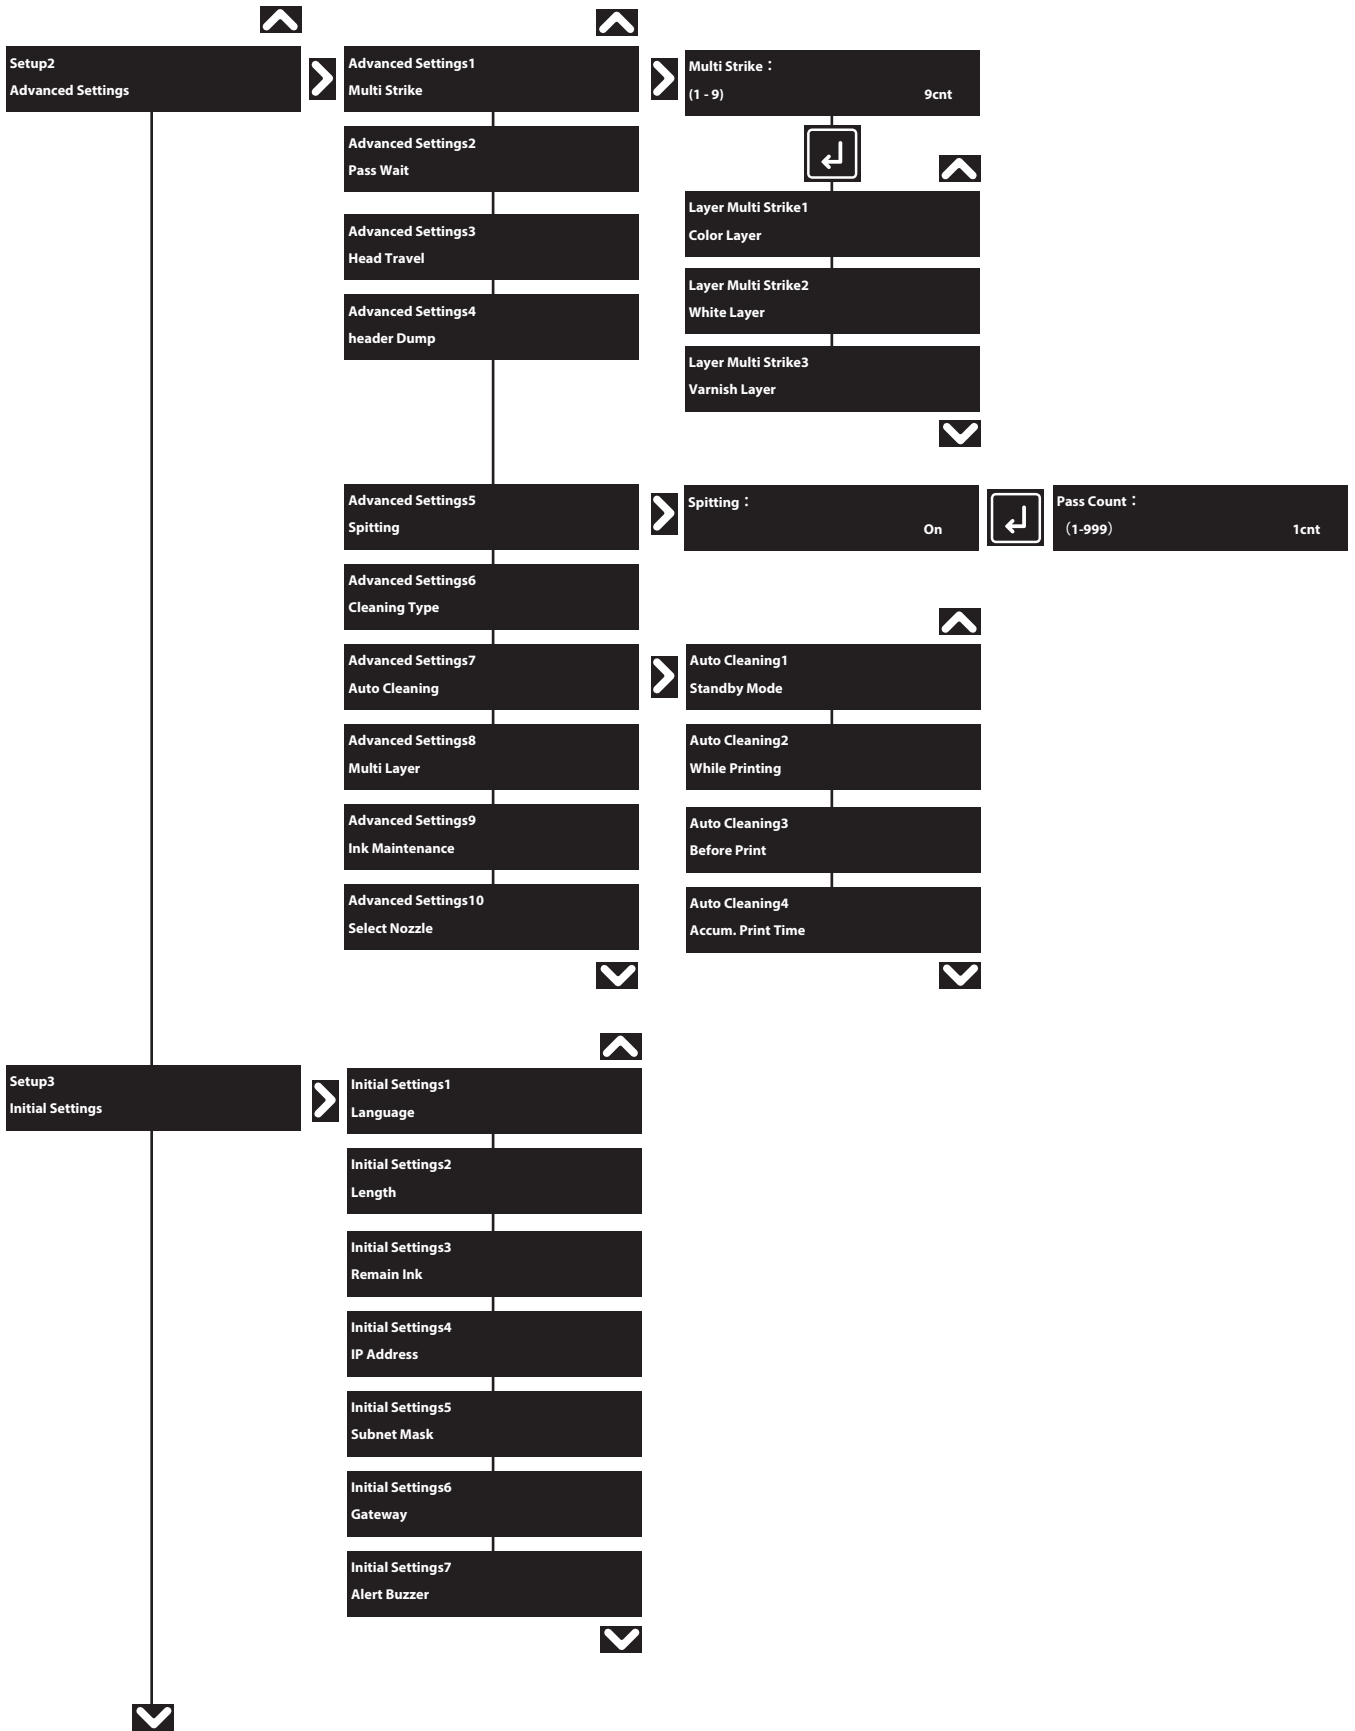 Setup2
Advanced Settings
Advanced Settings1
Multi Strike
Multi Strike：
(1 - 9) 9cnt
Layer Multi Strike1
Color Layer
Layer Multi Strike2
White Layer
Layer Multi Strike3
Varnish Layer
Advanced Settings2
Pass Wait
Advanced Settings3
Head Travel
Advanced Settings4
header Dump
Advanced Settings5
Spitting
Spitting：
On
Pass Count：
（1-999） 1cnt
Advanced Settings6
Cleaning Type
Advanced Settings7
Auto Cleaning
Auto Cleaning1
Standby Mode
Auto Cleaning2
While Printing
Auto Cleaning3
Before Print
Auto Cleaning4
Accum. Print Time
Advanced Settings8
Multi Layer
Advanced Settings9
Ink Maintenance
Advanced Settings10
Select Nozzle
Setup3
Initial Settings
Initial Settings1
Language
Initial Settings2
Length
Initial Settings3
Remain Ink
Initial Settings4
IP Address
Initial Settings5
Subnet Mask
Initial Settings6
Gateway
Initial Settings7
Alert Buzzer